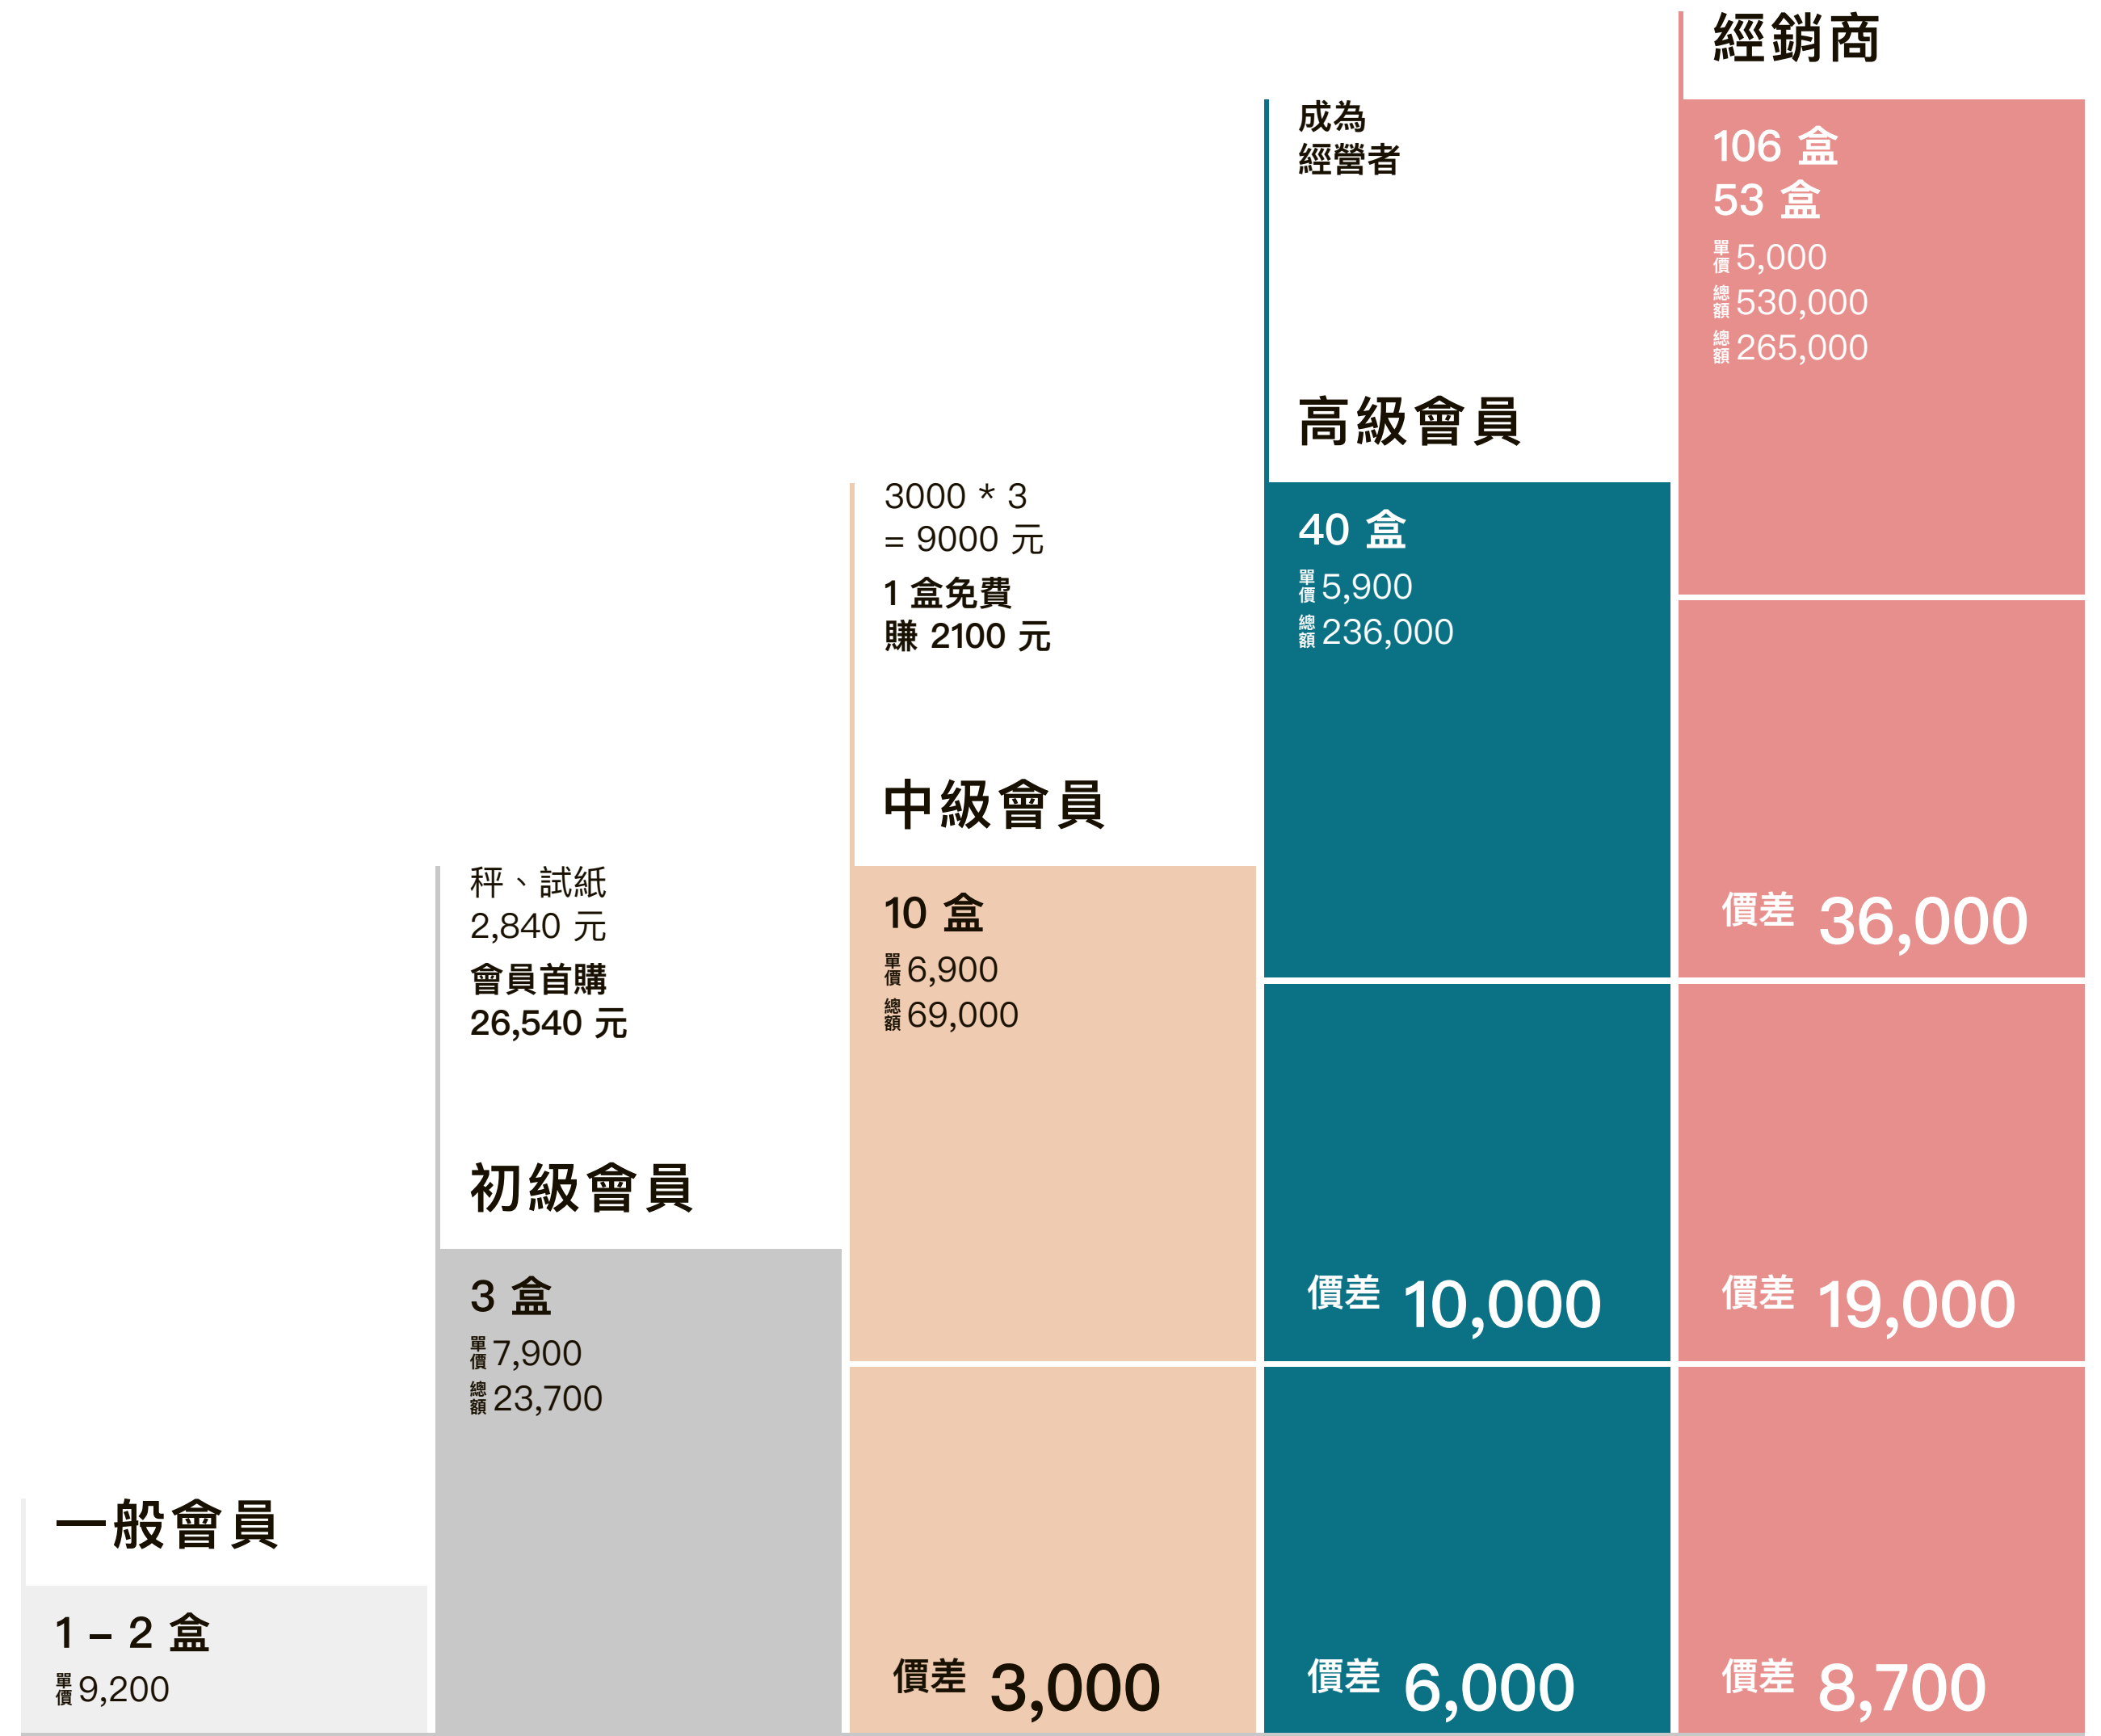 一般會員
1 – 2 盒
單價 9,200
秤、試紙
2,840 元
會員首購
26,540 元
初級會員
3 盒
單價 7,900
總額 23,700
3000 * 3
= 9000 元
1 盒免費
賺 2100 元
中級會員
10 盒
單價 6,900
總額 69,000
價差 3,000
成為
經營者
高級會員
40 盒
單價 5,900
總額 236,000
價差 10,000
價差 6,000
經銷商
106 盒
53 盒
單價 5,000
總額 530,000
總額 265,000
價差 36,000
價差 19,000
價差 8,700